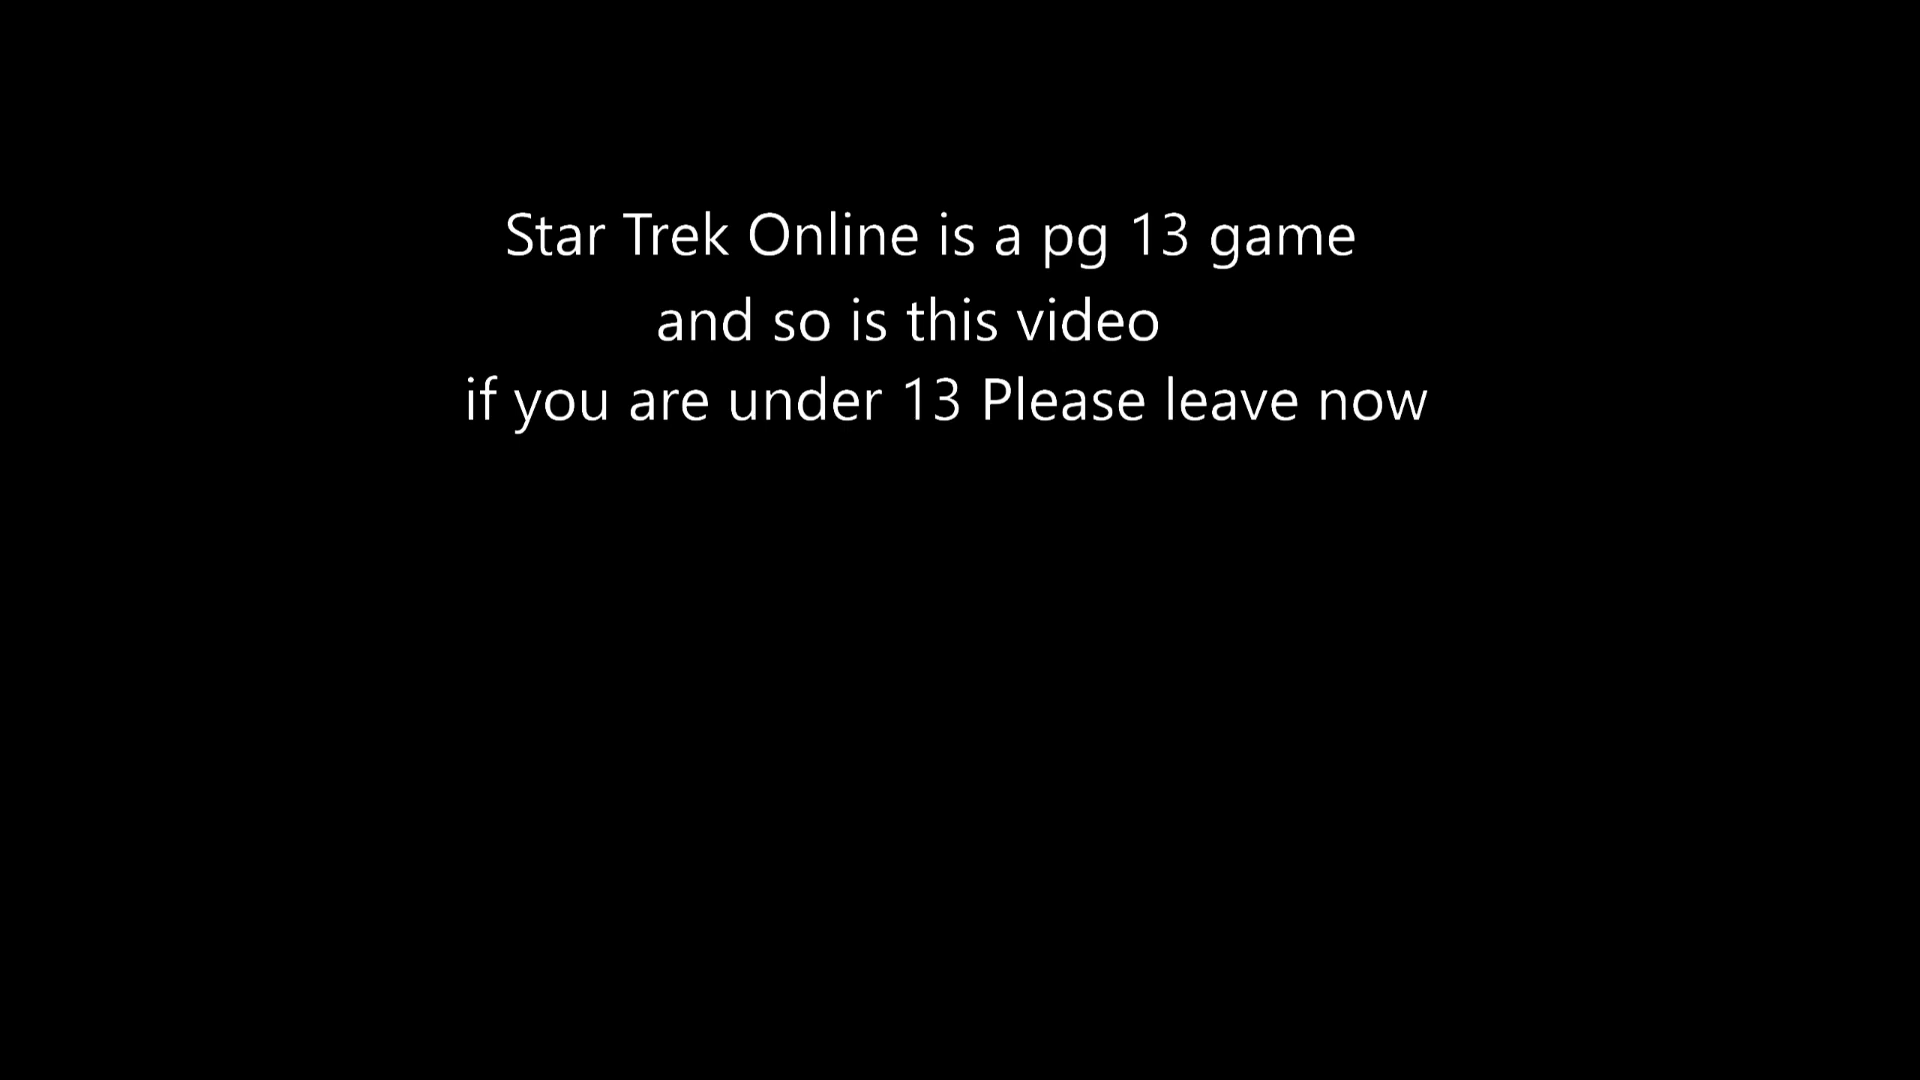 Star Trek Online is a pg 13 game
and so is this video
if you are under 13 Please leave now